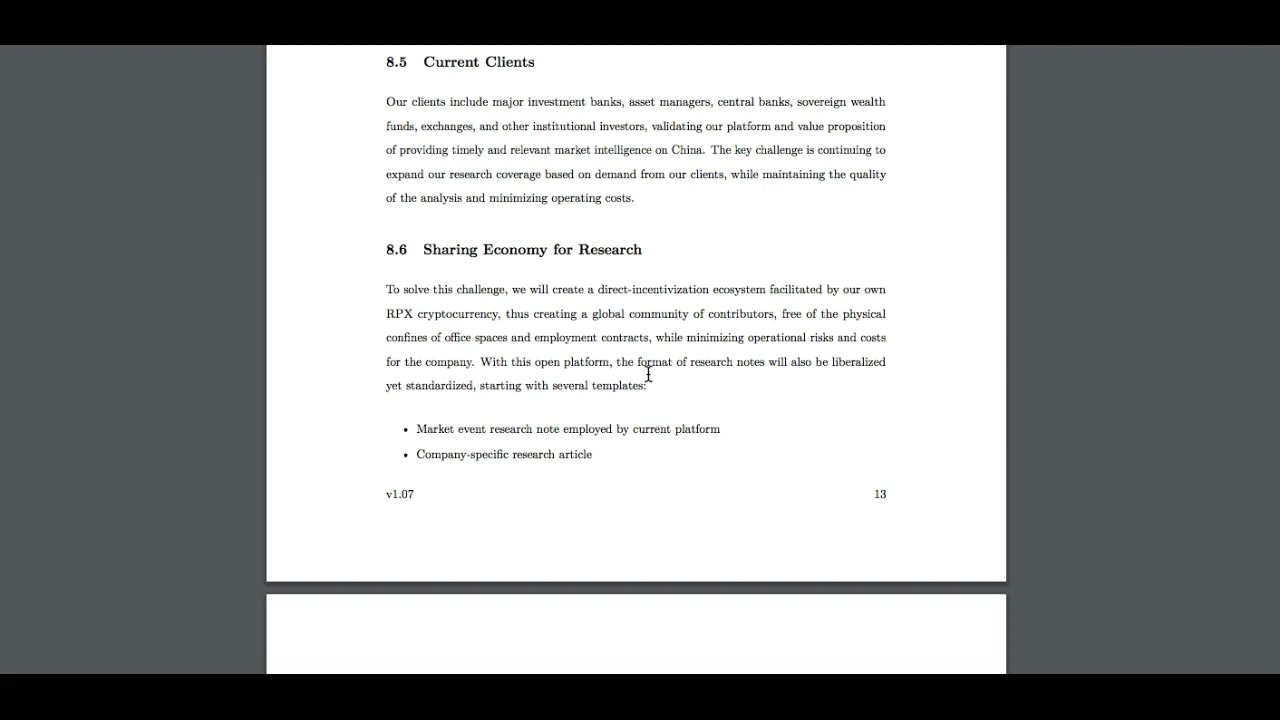 8.5 Current Clients
Our clients include major investment banks, asset managers, central banks, sovereign wealth
funds, exchanges, and other institutional investors, validating our platform and value proposition
of providing timely and relevant market intelligence on China. The key challenge is continuing to
expand our research coverage based on demand from our clients, while maintaining the quality
of the analysis and minimizing operating costs.
8.6 Sharing Economy for Research
To solve this challenge, we will create a direct-incentivization ecosystem facilitated by our own
RPX cryptocurrency, thus creating a global community of contributors, free of the physical
confines of office spaces and employment contracts, while minimizing operational risks and costs
for the company. With this open platform, the format of research notes will also be liberalized
yet standardized, starting with several templates:
• Market event research note employed by current platform
• Company-specific research article
v1.07 13